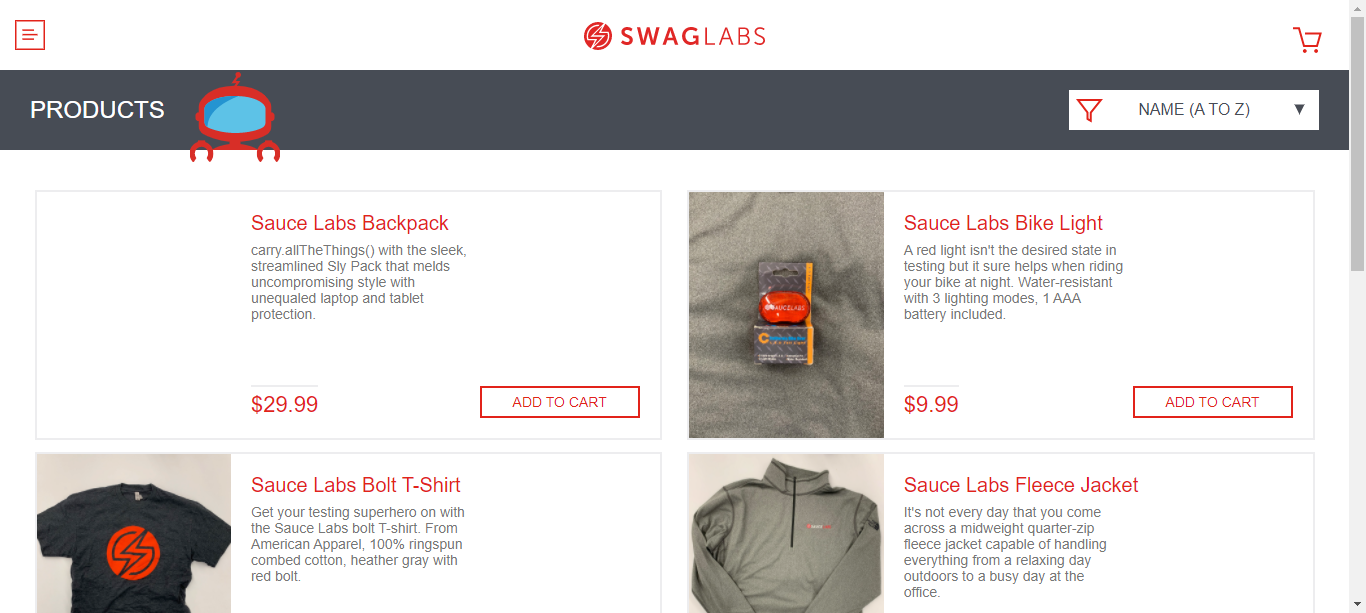 SWAGLABS
PRODUCTS
NAME (A TO Z)
Sauce Labs Backpack
carry.allTheThings() with the sleek,
streamlined Sly Pack that melds
uncompromising style with
unequaled laptop and tablet
protection.
$29.99
ADD TO CART
Sauce Labs Bike Light
A red light isn't the desired state in
testing but it sure helps when riding
your bike at night. Water-resistant
with 3 lighting modes, 1 AAA
battery included.
$9.99
ADD TO CART
Sauce Labs Bolt T-Shirt
Get your testing superhero on with
the Sauce Labs bolt T-shirt. From
American Apparel, 100% ringspun
combed cotton, heather gray with
red bolt.
Sauce Labs Fleece Jacket
It's not every day that you come
across a midweight quarter-zip
fleece jacket capable of handling
everything from a relaxing day
outdoors to a busy day at the
office.